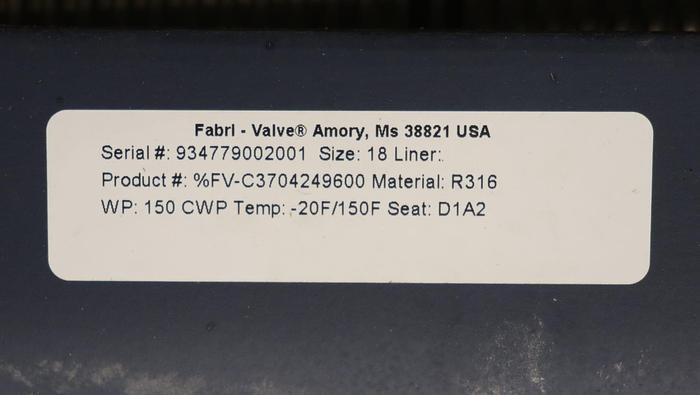 Fabri - Valve® Amory, Ms 38821 USA
Serial #: 934779002001 Size: 18 Liner:
Product #: %FV-C3704249600 Material: R316
WP: 150 CWP Temp: -20F/150F Seat: D1A2